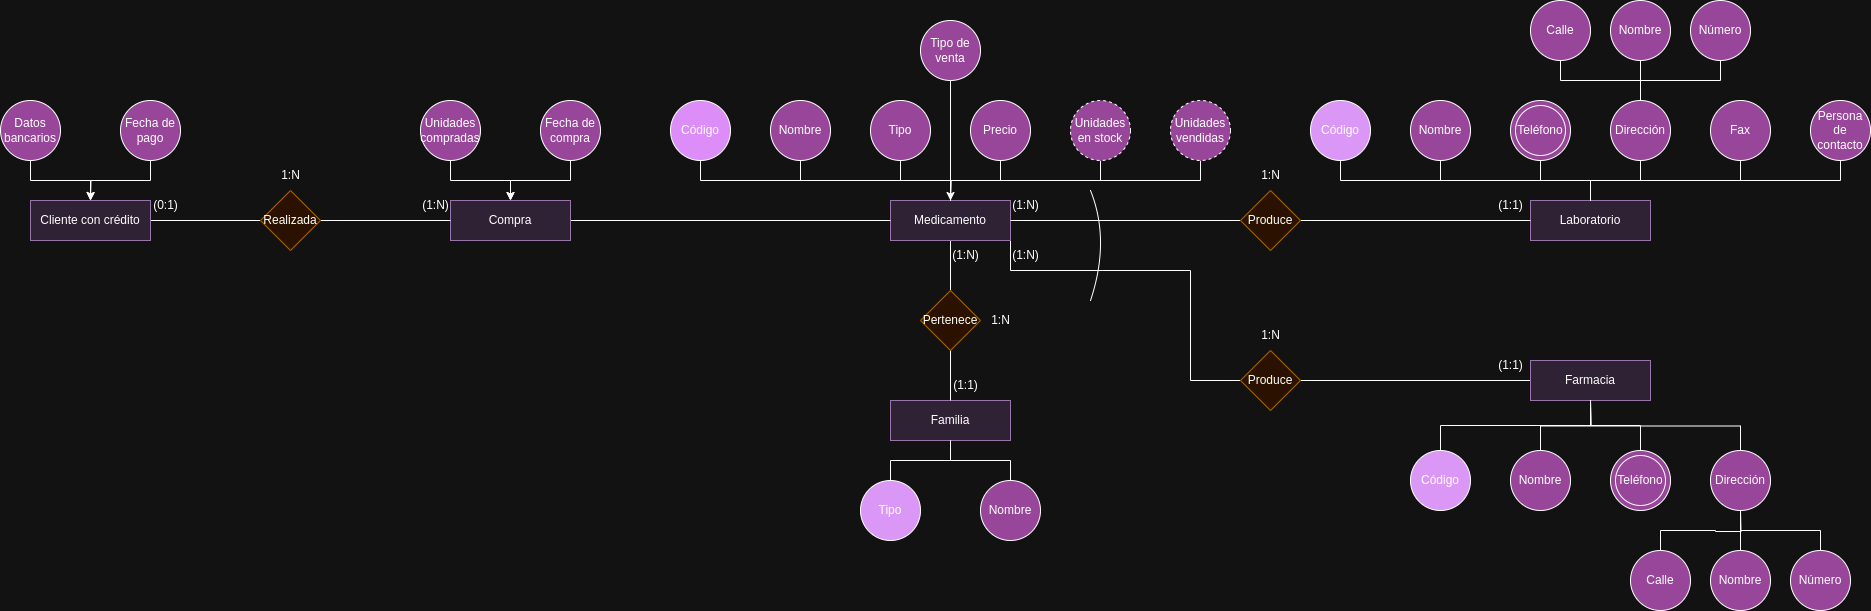 Calle
Nombre
Número
Tipo de
venta
Datos
bancarios
Fecha de
pago
Unidades
compradas
Fecha de
compra
Código
Nombre
Tipo
Precio
Unidades
en stock
Unidades
vendidas
Código
Nombre
Teléfono
Dirección
Fax
Persona
de
contacto
1:N
1:N
(0:1)
(1:N)
(1:N)
(1:1)
Cliente con crédito
Realizada
Compra
Medicamento
Produce
Laboratorio
(1:N)
(1:N)
Pertenece
1:N
1:N
(1:1)
Produce
Farmacia
(1:1)
Familia
Código
Nombre
Teléfono
Dirección
Tipo
Nombre
Calle
Nombre
Número